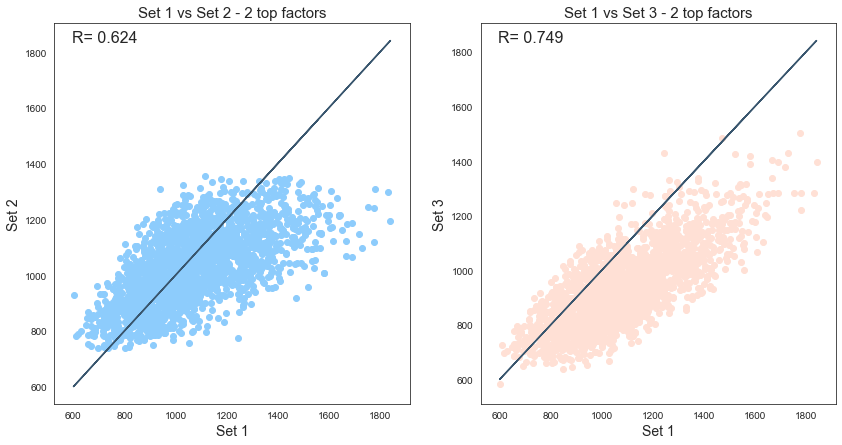 Set 1 vs Set 2 - 2 top factors
R= 0.624
1800
1600
1400
1200
1000
800
600
Set 2
600 800 1000 1200 1400 1600 1800
Set 1
Set 1 vs Set 3 - 2 top factors
R= 0.749
1800
1600
1400
1200
1000
800
600
Set 3
600 800 1000 1200 1400 1600 1800
Set 1